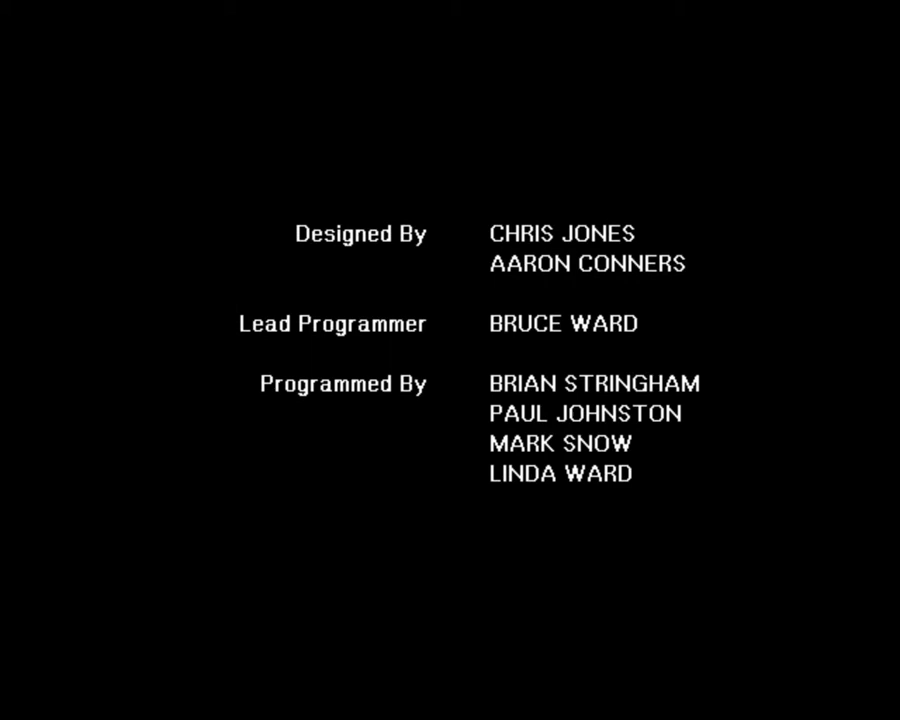 Designed By CHRIS JONES
AARON CONNERS
Lead Programmer BRUCE WARD
Programmed By BRIAN STRINGHAM
PAUL JOHNSTON
MARK SNOW
LINDA WARD